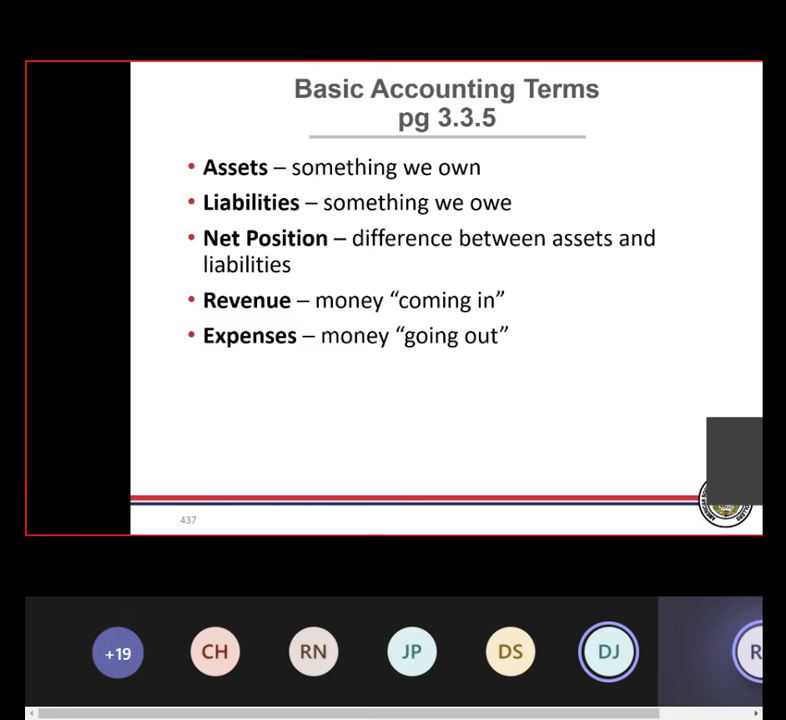 Basic Accounting Terms
pg 3.3.5
• Assets – something we own
• Liabilities – something we owe
• Net Position – difference between assets and
liabilities
• Revenue – money “coming in”
• Expenses – money “going out”
437
+19
CH
RN
JP
DS
DJ
R